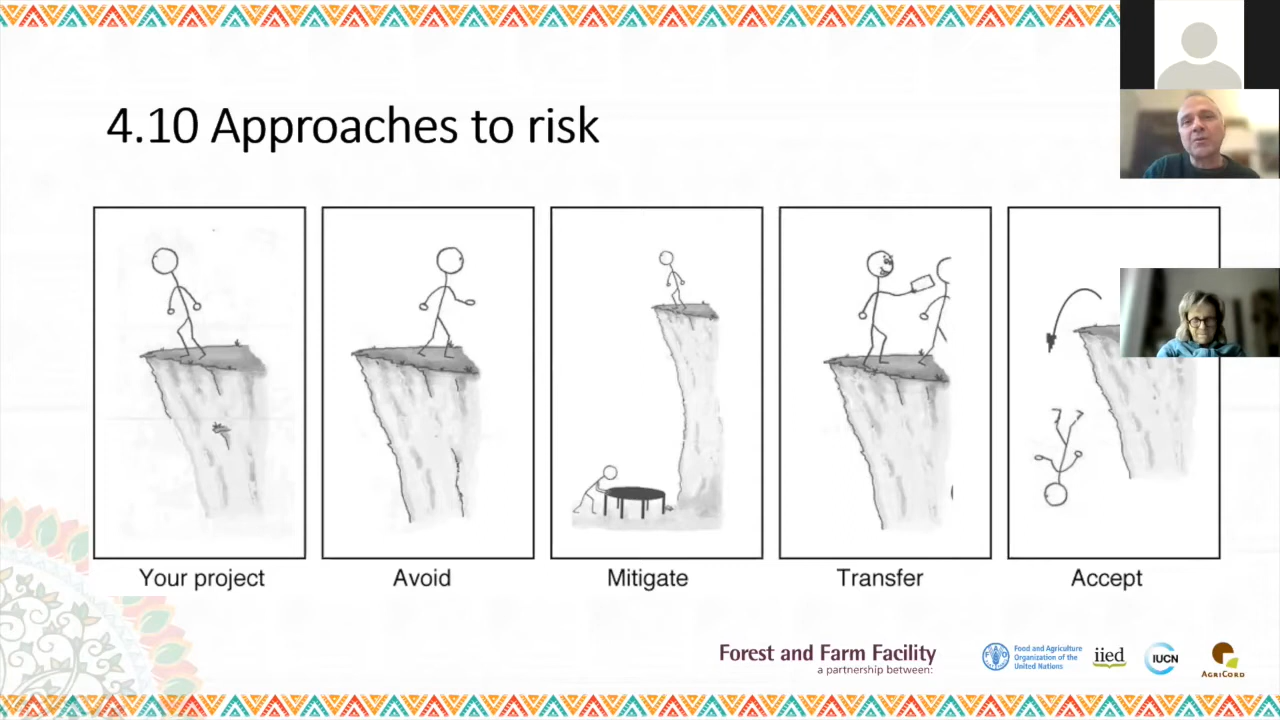 4.10 Approaches to risk
Your project
Avoid
Mitigate
Transfer
Accept
Forest and Farm Facility
a partnership between:
Food and Agriculture
Organization of the
United Nations
iied
IUCN
AGRICORD